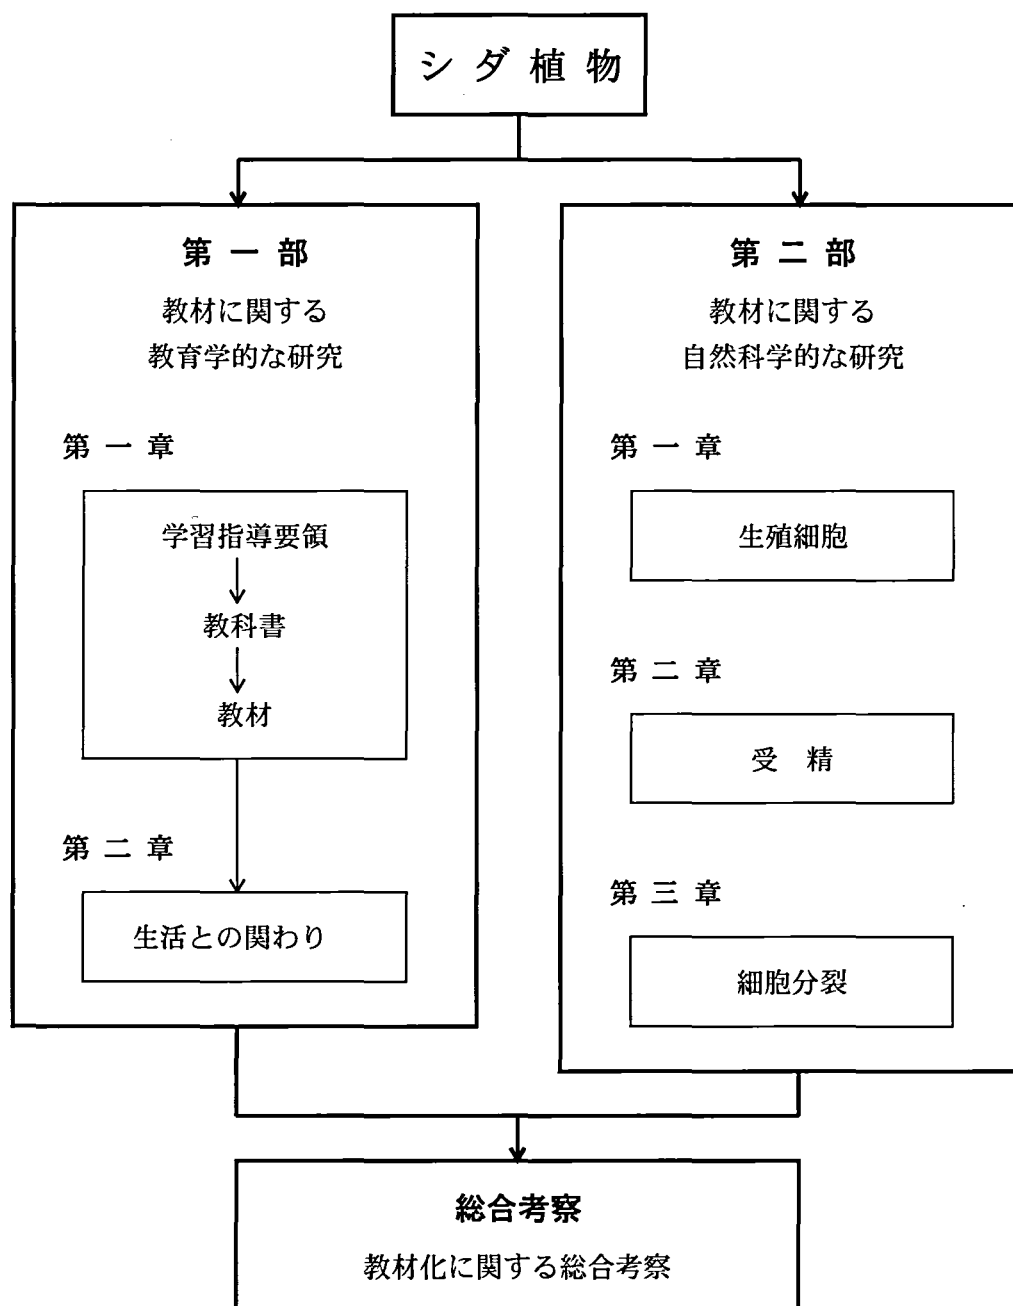 シダ植物
第一部
教材に関する
教育学的な研究
第一章
学習指導要領
教科書
教材
第二章
生活との関わり
第二部
教材に関する
自然科学的な研究
第一章
生殖細胞
第二章
受 精
第三章
細胞分裂
総合考察
教材化に関する総合考察